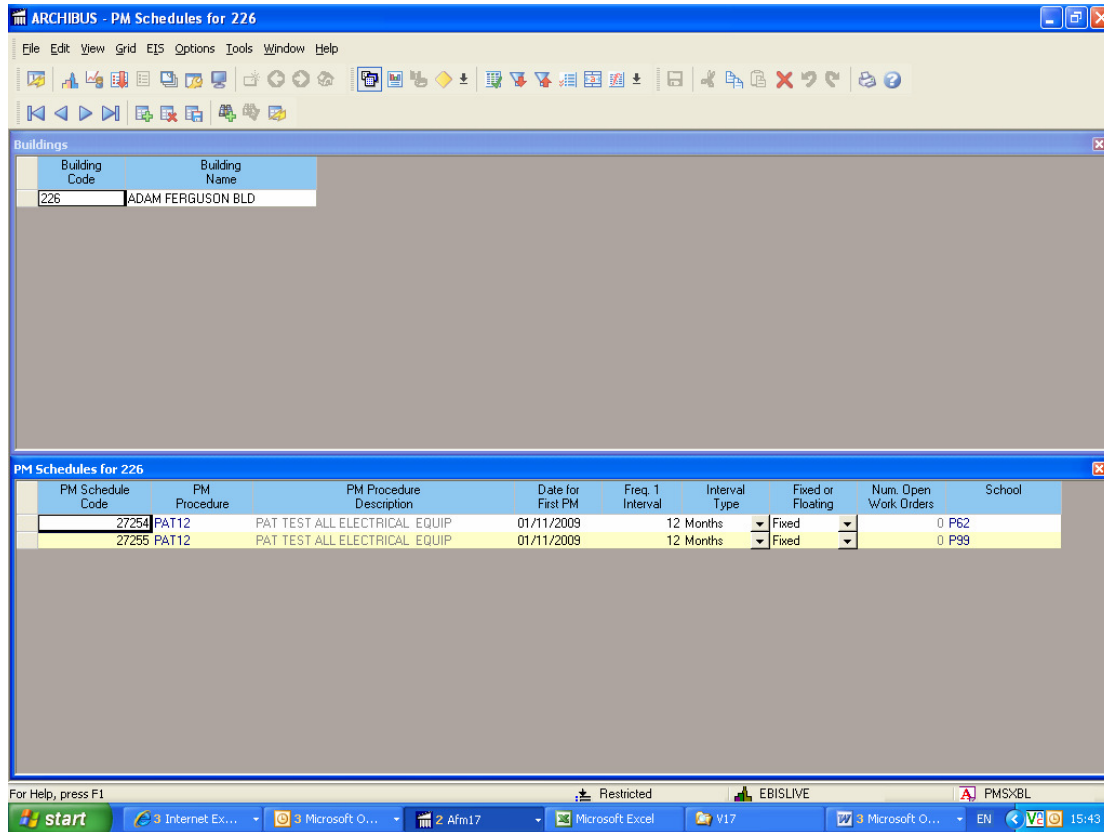 ARCHIBUS - PM Schedules for 226
File Edit View Grid EIS Options Tools Window Help
Buildings
Building Code Building Name
226 ADAM FERGUSON BLD
PM Schedules for 226
PM Schedule Code PM Procedure PM Procedure Description Date for First PM Freq. 1 Interval Interval Type Fixed or Floating Num. Open Work Orders School
27254 PAT12 PAT TEST ALL ELECTRICAL EQUIP 01/11/2009 12 Months Fixed 0 P62
27255 PAT12 PAT TEST ALL ELECTRICAL EQUIP 01/11/2009 12 Months Fixed 0 P99
For Help, press F1 Restricted EBISLIVE A PMSXBL
start 3 Internet Ex... 3 Microsoft O... 2 Afm17 Microsoft Excel V17 3 Microsoft O... EN 15:43